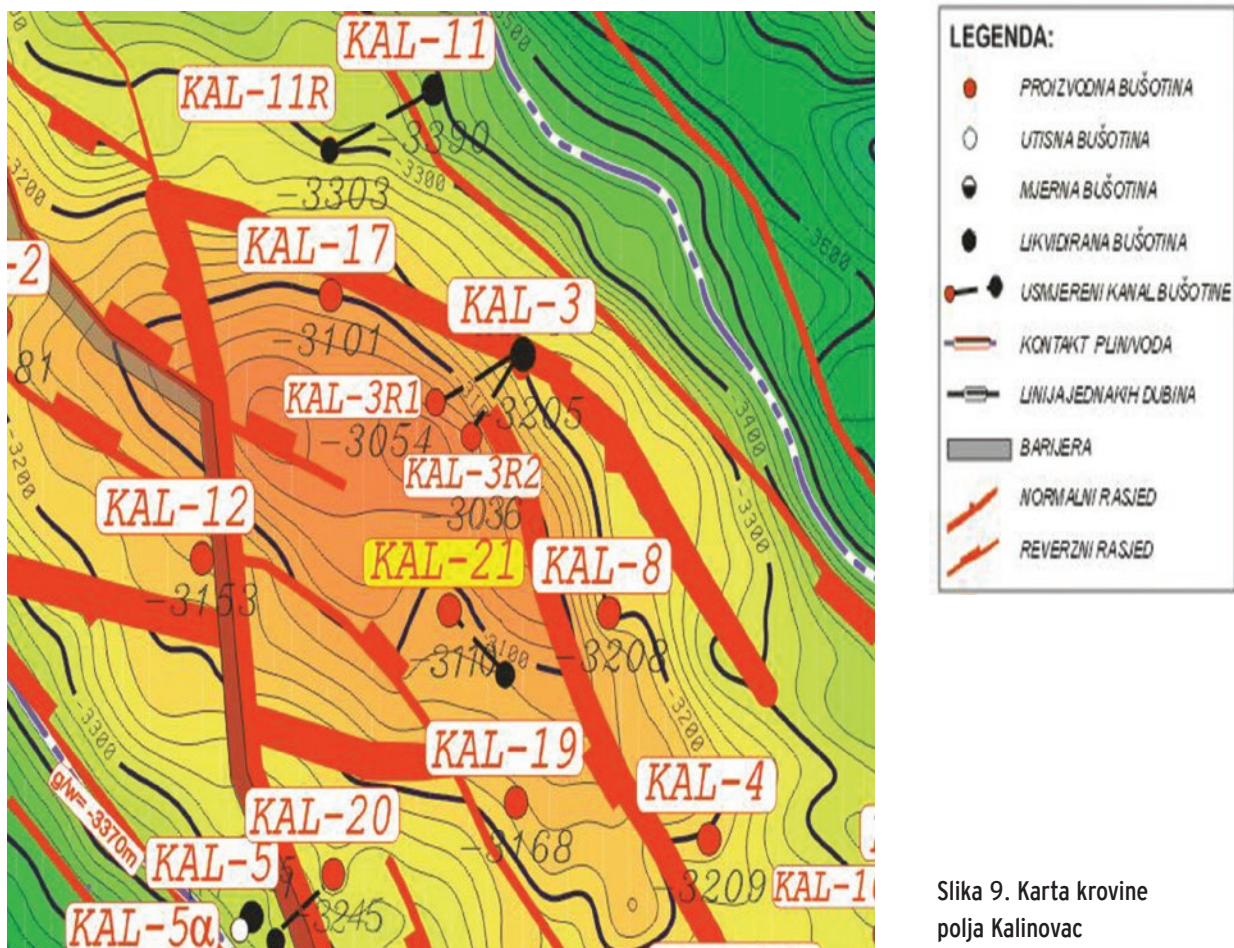 KAL-11
KAL-11R
-3390
-3300
-3303
-3500
-3200
-3600
KAL-17
-2
KAL-3
-3101
81
KAL-3R1
-3205
-3054
-3400
KAL-3R2
-3200
-3036
KAL-12
KAL-21
KAL-8
-3300
-3153
-3110
-3100
-3208
-3200
-3300
KAL-19
g/w= -3370m
KAL-4
KAL-20
-3168
KAL-5
-3209
-3245
KAL-5α
LEGENDA:
PROIZVODNA BUŠOTINA
UTISNA BUŠOTINA
MJERNA BUŠOTINA
LIKVIDIRANA BUŠOTINA
USMJERENI KANAL BUŠOTINE
KONTAKT PLIN/VODA
LINIJA JEDNAKIH DUBINA
BARIJERA
NORMALNI RASJED
REVERZNI RASJED
Slika 9. Karta krovine
polja Kalinovac